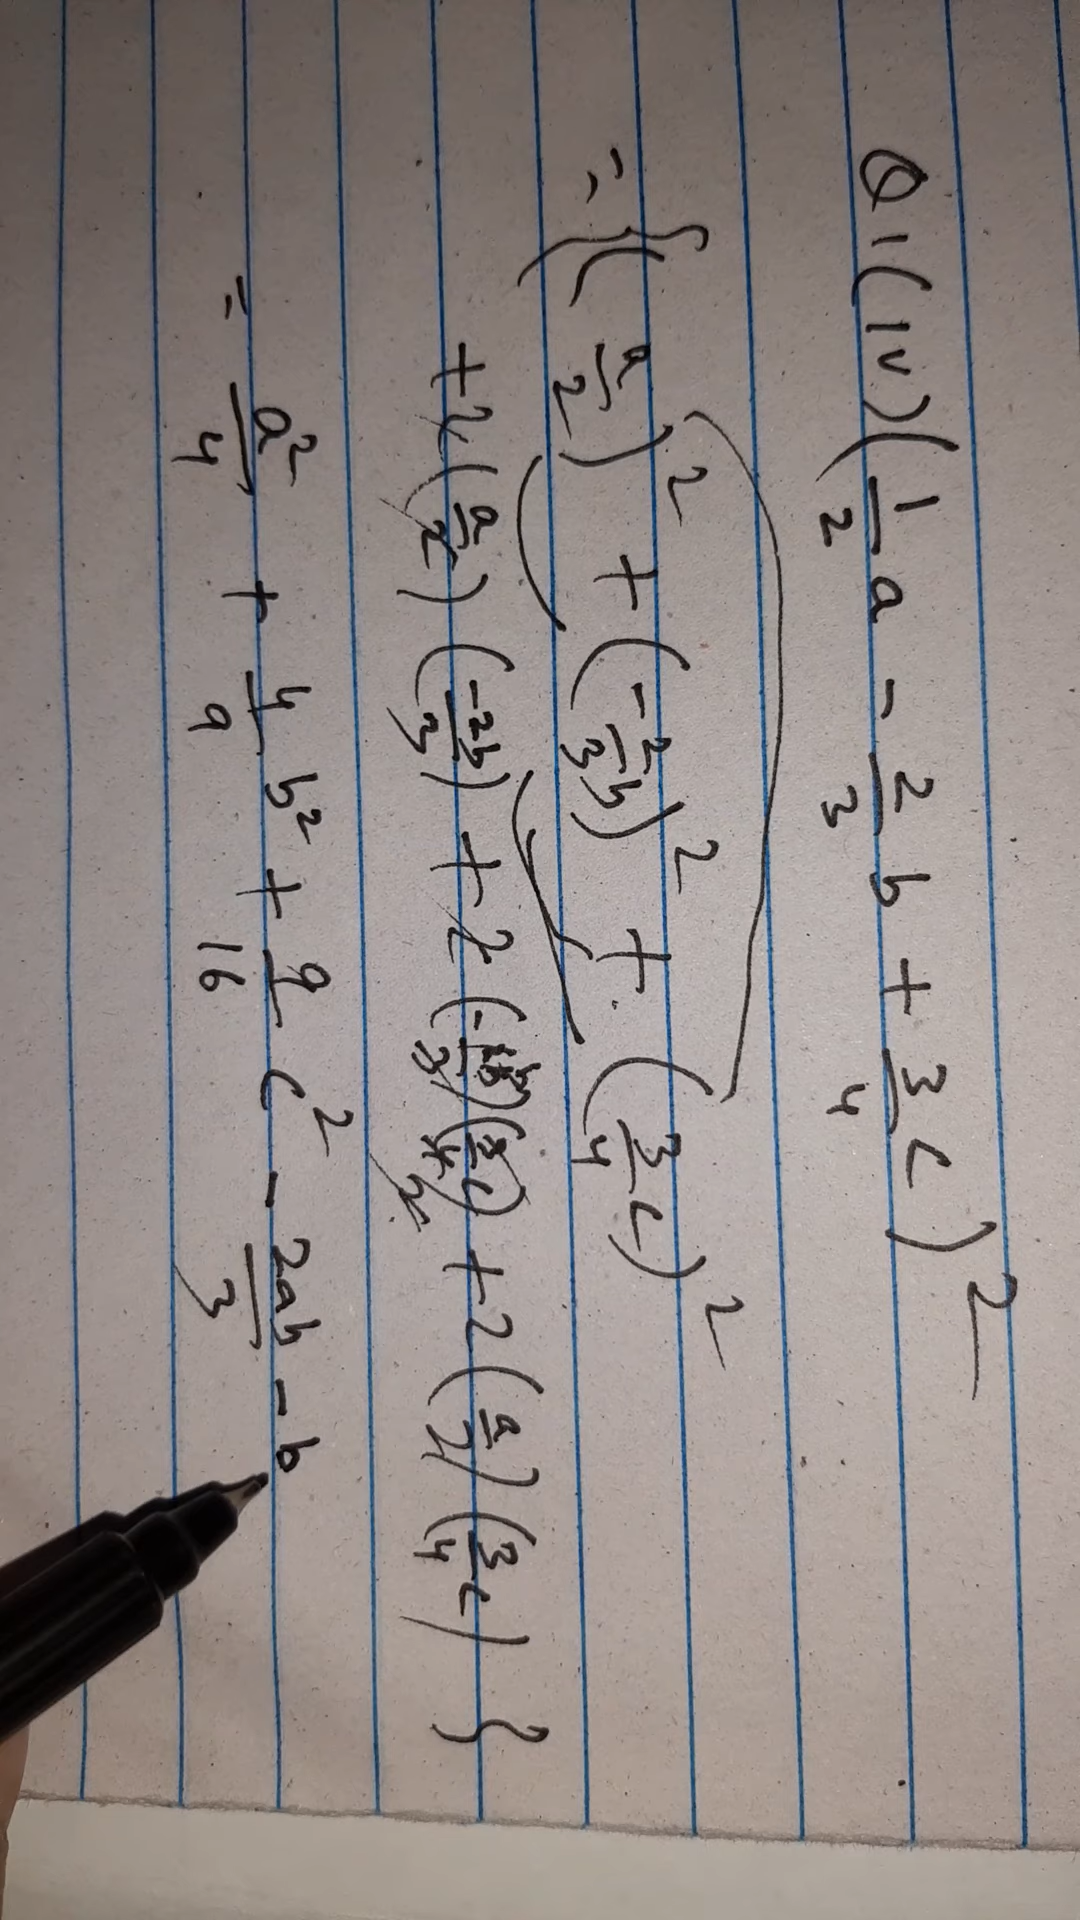 Q1(iv) (1/2 a - 2/3 b + 3/4 c)²
= {(a/2)² + (-2/3 b)² + (3/4 c)²
+2(a/2)(-2b/3) + 2(-2b/3)(3/4 c) + 2(a/2)(3/4 c)}
= a²/4 + 4/9 b² + 9/16 c² - 2ab/3 - b